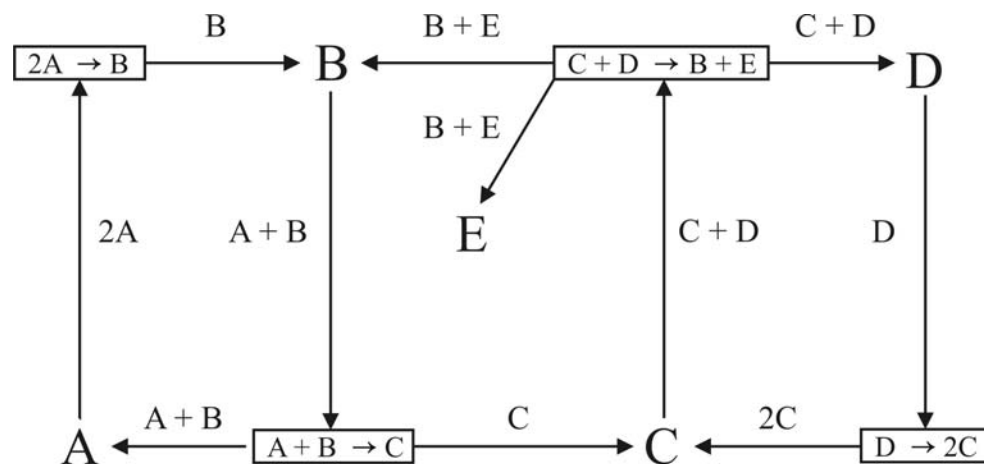 B
B + E
C + D
2A → B
B
C + D → B + E
D
B + E
2A
A + B
E
C + D
D
A + B
C
2C
A
A + B → C
C
D → 2C